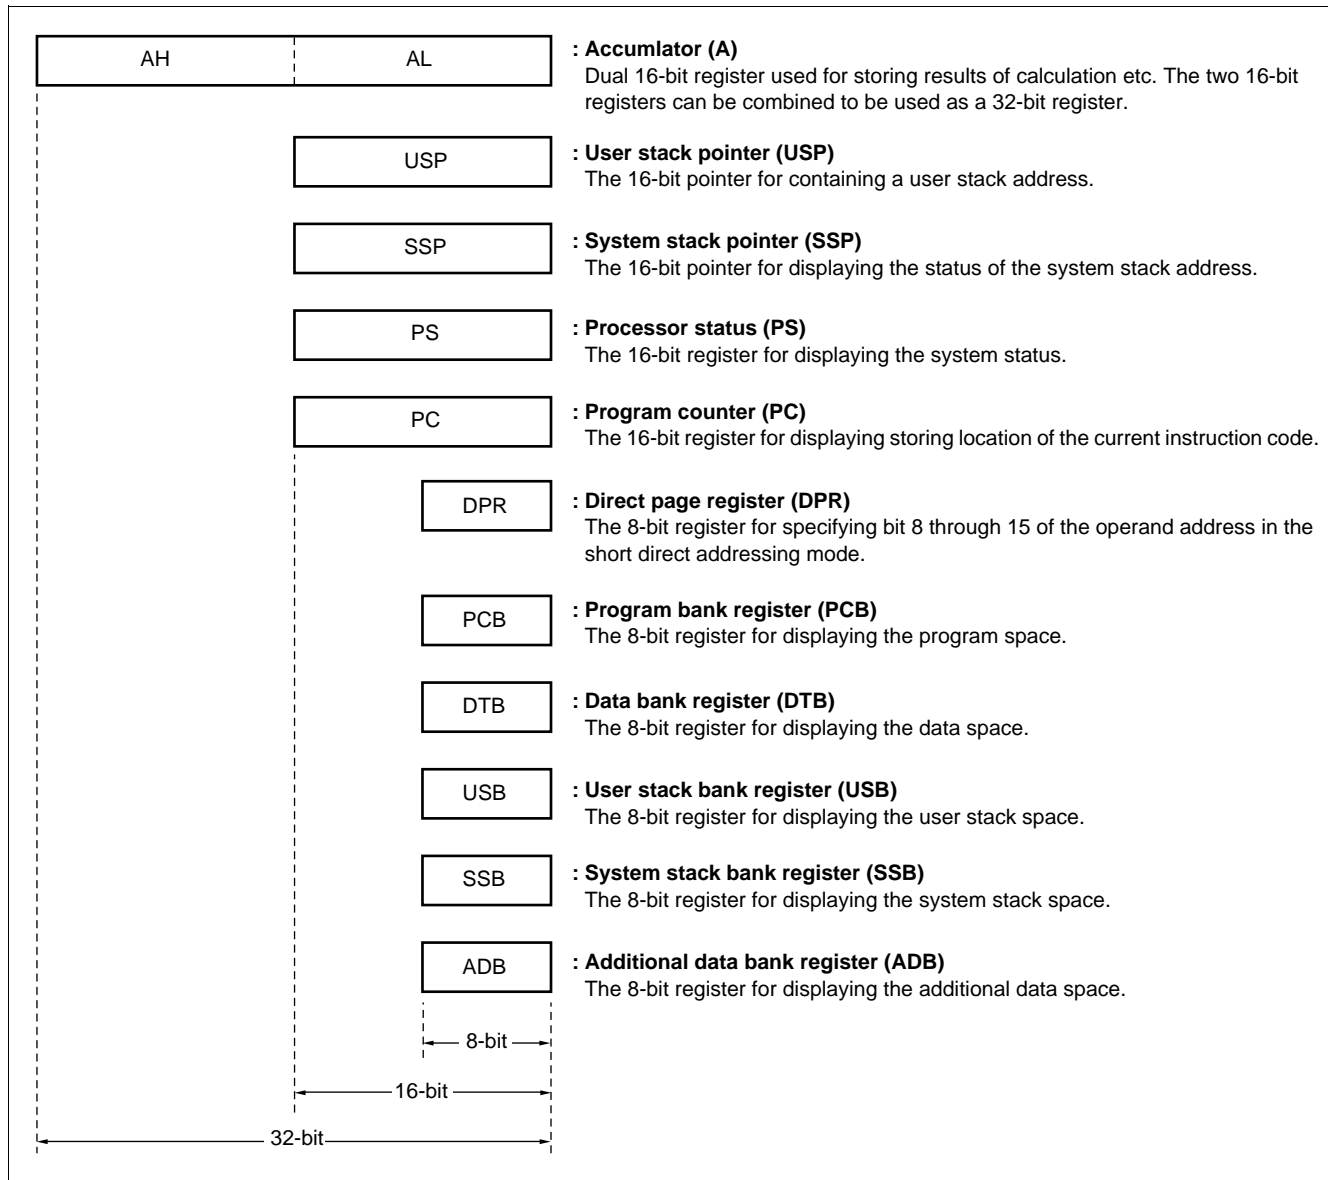 AH AL : Accumlator (A)
Dual 16-bit register used for storing results of calculation etc. The two 16-bit
registers can be combined to be used as a 32-bit register.
USP : User stack pointer (USP)
The 16-bit pointer for containing a user stack address.
SSP : System stack pointer (SSP)
The 16-bit pointer for displaying the status of the system stack address.
PS : Processor status (PS)
The 16-bit register for displaying the system status.
PC : Program counter (PC)
The 16-bit register for displaying storing location of the current instruction code.
DPR : Direct page register (DPR)
The 8-bit register for specifying bit 8 through 15 of the operand address in the
short direct addressing mode.
PCB : Program bank register (PCB)
The 8-bit register for displaying the program space.
DTB : Data bank register (DTB)
The 8-bit register for displaying the data space.
USB : User stack bank register (USB)
The 8-bit register for displaying the user stack space.
SSB : System stack bank register (SSB)
The 8-bit register for displaying the system stack space.
ADB : Additional data bank register (ADB)
The 8-bit register for displaying the additional data space.
8-bit
16-bit
32-bit